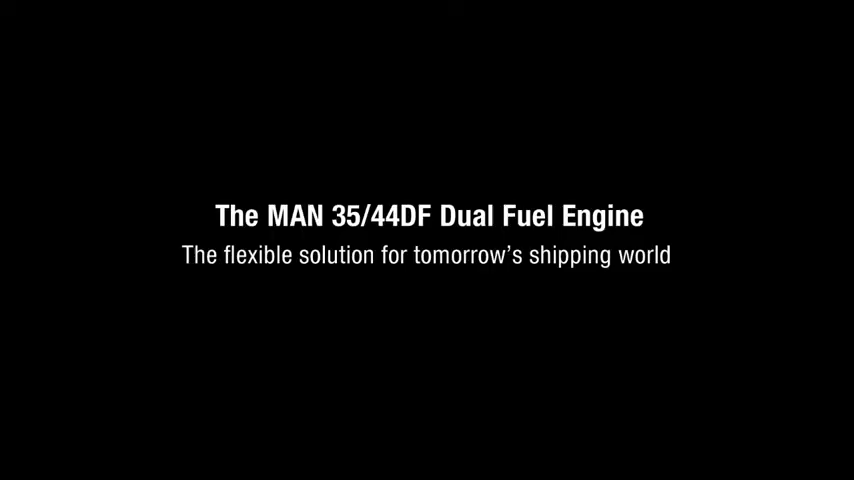 The MAN 35/44DF Dual Fuel Engine
The flexible solution for tomorrow’s shipping world